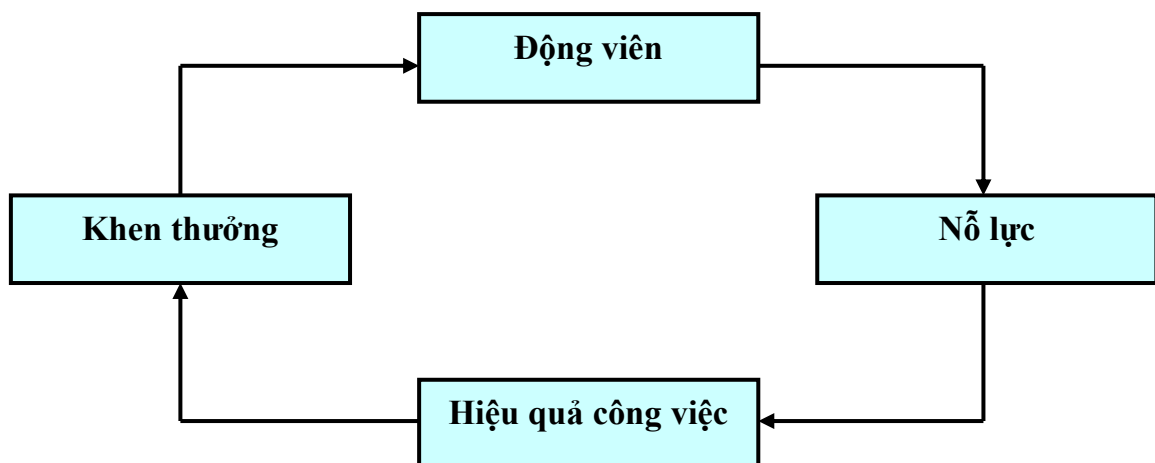 Động viên
Khen thưởng
Nỗ lực
Hiệu quả công việc